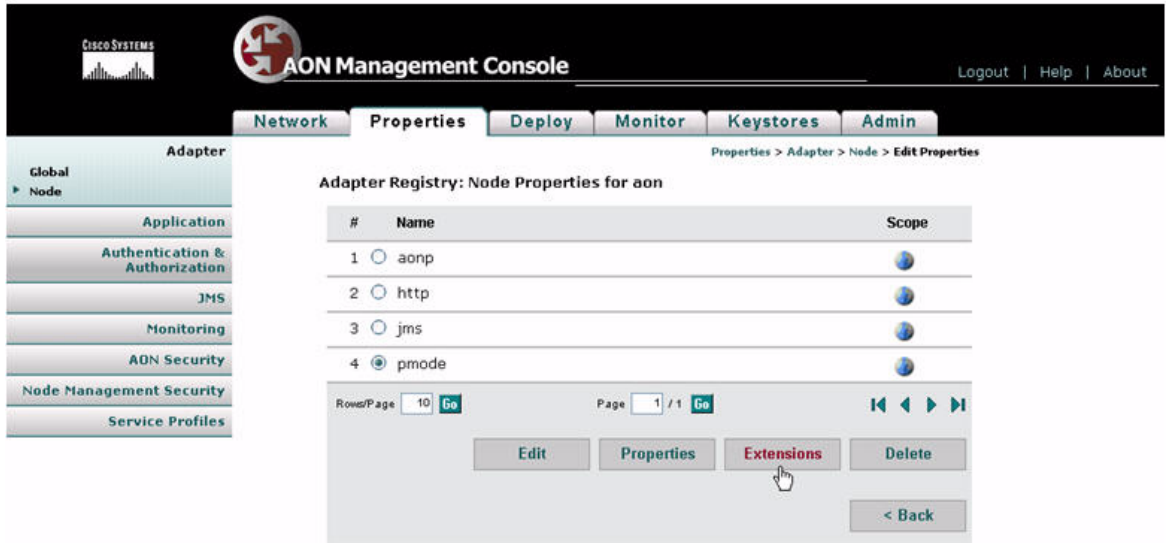 CISCO SYSTEMS
AON Management Console
Logout | Help | About
Network Properties Deploy Monitor Keystores Admin
Adapter
Global
Node
Application
Authentication &
Authorization
JMS
Monitoring
AON Security
Node Management Security
Service Profiles
Properties > Adapter > Node > Edit Properties
Adapter Registry: Node Properties for aon
# Name Scope
1 aonp
2 http
3 jms
4 pmode
Rows/Page 10 Go Page 1 / 1 Go
Edit Properties Extensions Delete
< Back